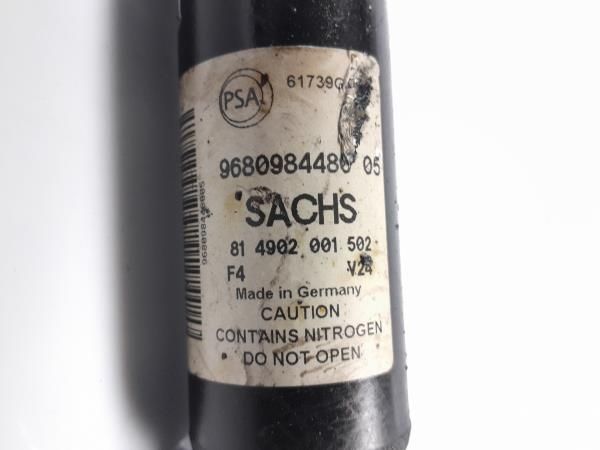 PSA
9680984480 05
SACHS
81 4902 001 502
F4 V24
Made in Germany
CAUTION
CONTAINS NITROGEN
DO NOT OPEN